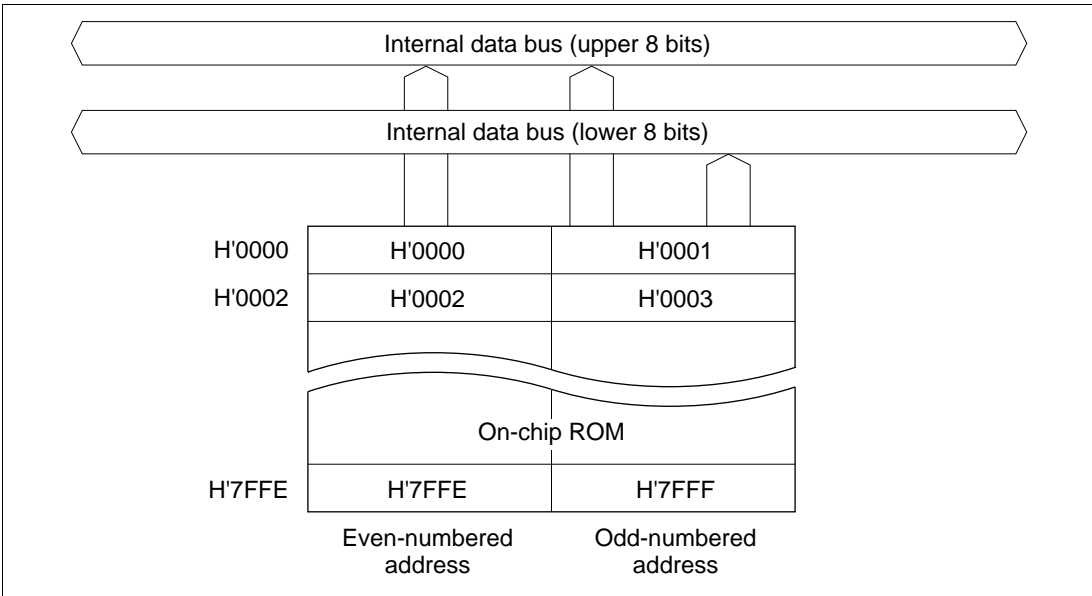 Internal data bus (upper 8 bits)
Internal data bus (lower 8 bits)
H'0000 H'0000 H'0001
H'0002 H'0002 H'0003
On-chip ROM
H'7FFE H'7FFE H'7FFF
Even-numbered address Odd-numbered address